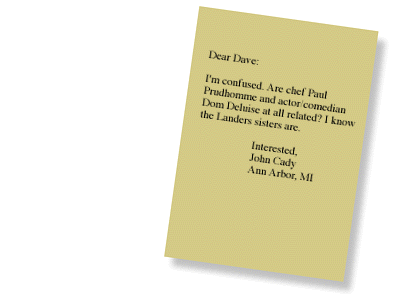 Dear Dave:
I'm confused. Are chef Paul
Prudhomme and actor/comedian
Dom Deluise at all related? I know
the Landers sisters are.
Interested,
John Cady
Ann Arbor, MI